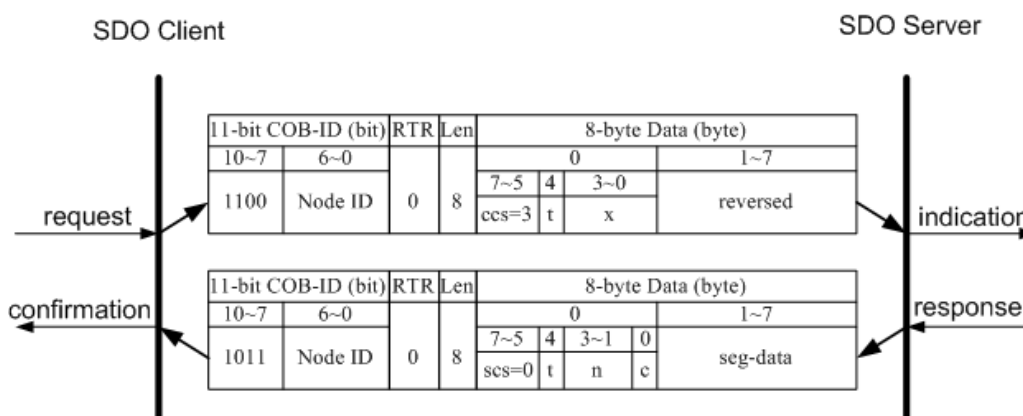 SDO Client
SDO Server
11-bit COB-ID (bit) RTR Len 8-byte Data (byte)
10~7 6~0 0 1~7
7~5 4 3~0
1100 Node ID 0 8 reversed
ccs=3 t x
request
indication
11-bit COB-ID (bit) RTR Len 8-byte Data (byte)
confirmation
response
10~7 6~0 0 1~7
7~5 4 3~1 0
1011 Node ID 0 8 seg-data
scs=0 t n c